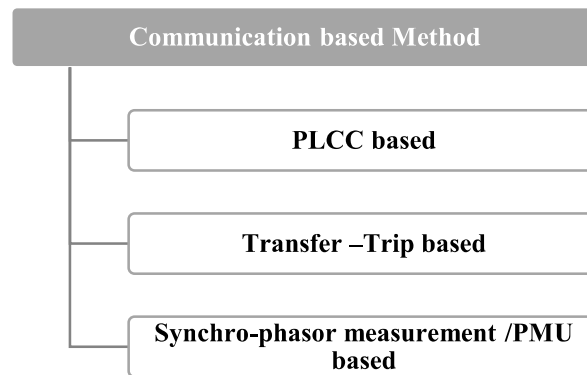 Communication based Method
PLCC based
Transfer –Trip based
Synchro-phasor measurement /PMU
based